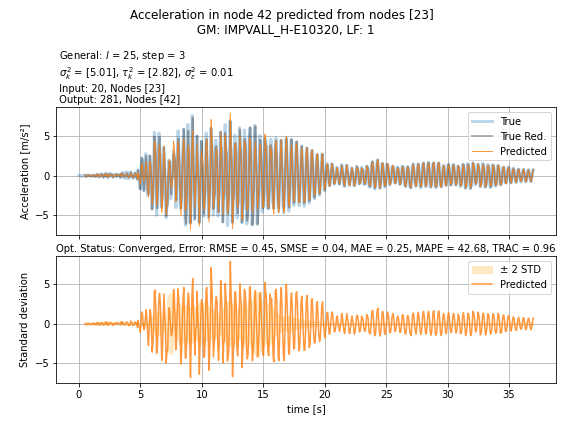 Acceleration in node 42 predicted from nodes [23]
GM: IMPVALL_H-E10320, LF: 1
General: l = 25, step = 3
σ²ₖ = [5.01], τ²ₖ = [2.82], σ²ₑ = 0.01
Input: 20, Nodes [23]
Output: 281, Nodes [42]
True
True Red.
Predicted
Acceleration [m/s²]
5
0
−5
Opt. Status: Converged, Error: RMSE = 0.45, SMSE = 0.04, MAE = 0.25, MAPE = 42.68, TRAC = 0.96
± 2 STD
Predicted
Standard deviation
5
0
−5
0 5 10 15 20 25 30 35
time [s]